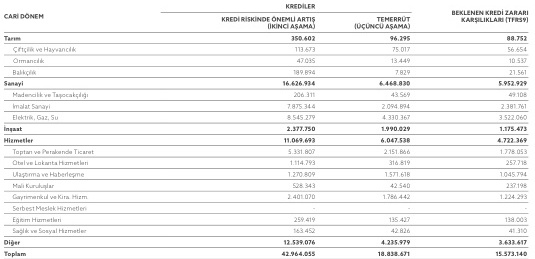 KREDİLER
CARİ DÖNEM
KREDİ RİSKİNDE ÖNEMLİ ARTIŞ (İKİNCİ AŞAMA)
TEMERRÜT (ÜÇÜNCÜ AŞAMA)
BEKLENEN KREDİ ZARARI KARŞILIKLARI (TFRS9)
Tarım 350.602 96.295 88.752
Çiftçilik ve Hayvancılık 113.673 75.017 56.654
Ormancılık 47.035 13.449 10.537
Balıkçılık 189.894 7.829 21.561
Sanayi 16.626.934 6.468.830 5.952.929
Madencilik ve Taşocakçılığı 206.311 43.569 49.108
İmalat Sanayi 7.875.344 2.094.894 2.381.761
Elektrik, Gaz, Su 8.545.279 4.330.367 3.522.060
İnşaat 2.377.750 1.990.029 1.175.473
Hizmetler 11.069.693 6.047.538 4.722.369
Toptan ve Perakende Ticaret 5.331.807 2.151.866 1.778.053
Otel ve Lokanta Hizmetleri 1.114.793 316.819 257.718
Ulaştırma ve Haberleşme 1.270.809 1.571.618 1.045.794
Mali Kuruluşlar 528.343 42.540 237.198
Gayrimenkul ve Kira. Hizm. 2.401.070 1.786.442 1.224.293
Serbest Meslek Hizmetleri - - -
Eğitim Hizmetleri 259.419 135.427 138.003
Sağlık ve Sosyal Hizmetler 163.452 42.826 41.310
Diğer 12.539.076 4.235.979 3.633.617
Toplam 42.964.055 18.838.671 15.573.140